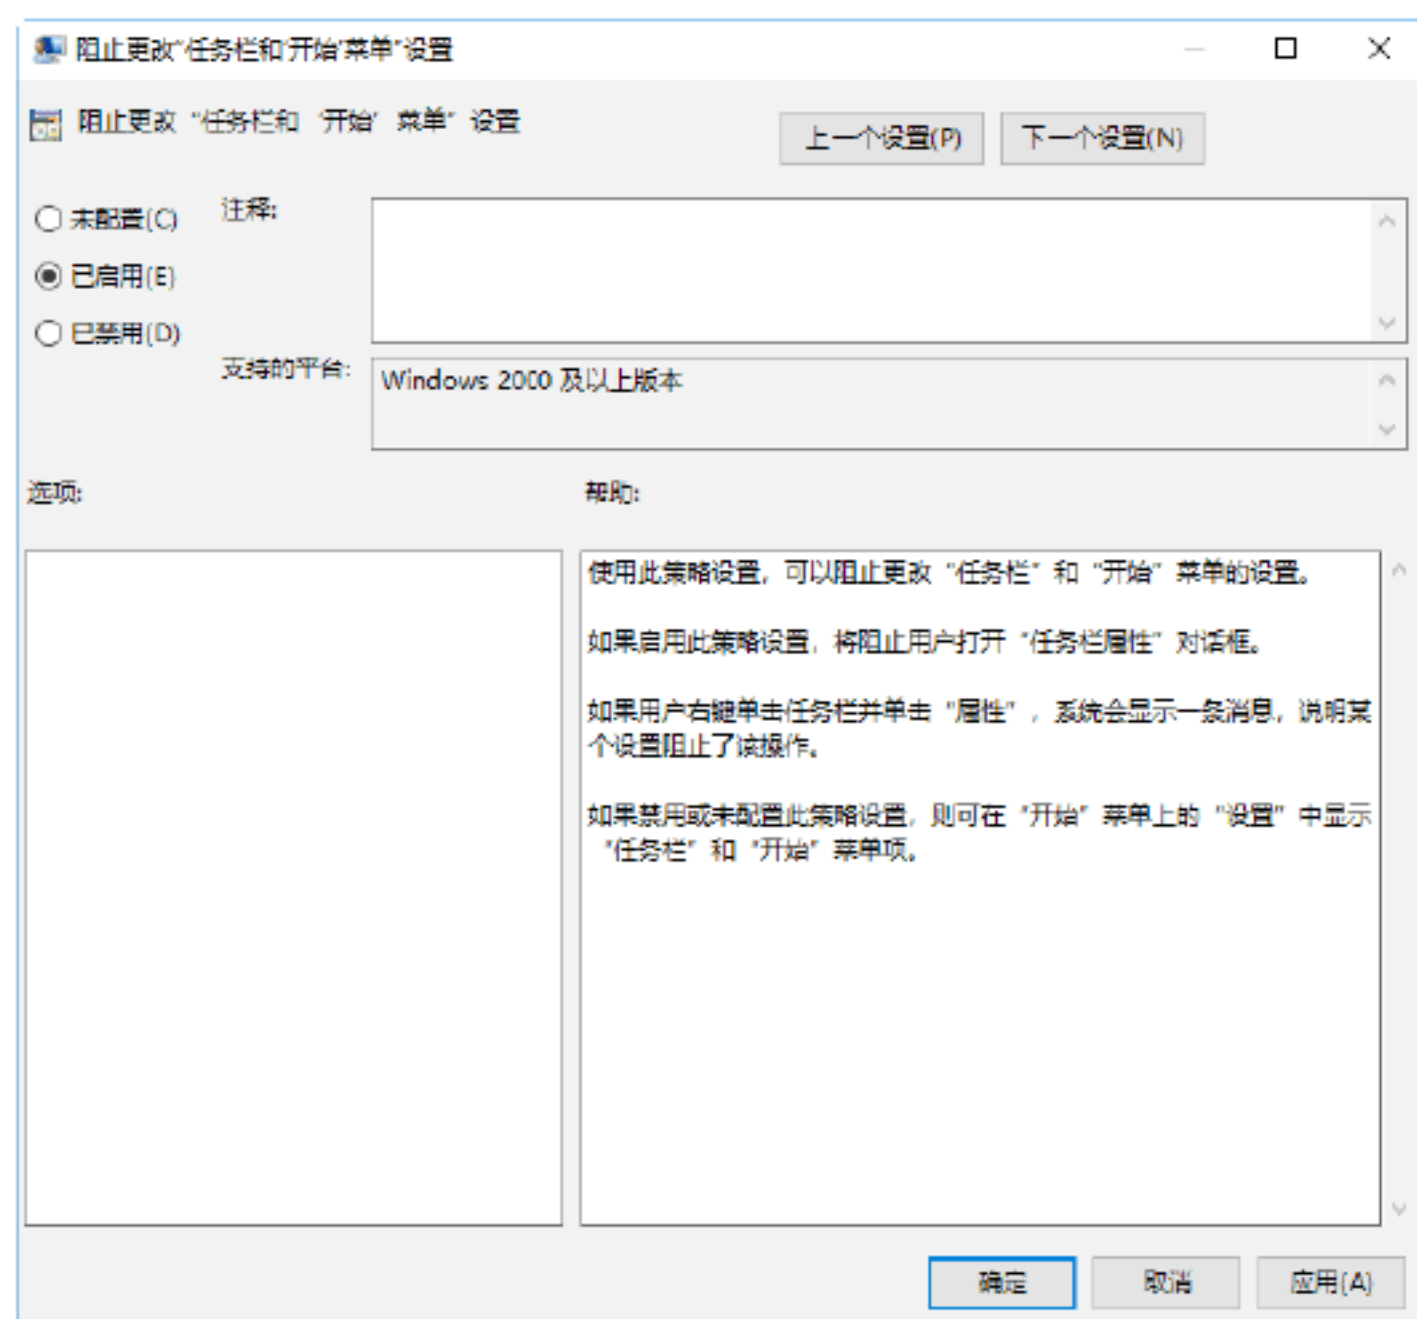 阻止更改“任务栏和‘开始’菜单”设置
阻止更改 “任务栏和 ‘开始’ 菜单” 设置
上一个设置(P)
下一个设置(N)
未配置(C)
注释:
已启用(E)
已禁用(D)
支持的平台:
Windows 2000 及以上版本
选项:
帮助:
使用此策略设置，可以阻止更改 “任务栏” 和 “开始” 菜单的设置。
如果启用此策略设置，将阻止用户打开 “任务栏属性” 对话框。
如果用户右键单击任务栏并单击 “属性” ，系统会显示一条消息，说明某
个设置阻止了该操作。
如果禁用或未配置此策略设置，则可在 “开始” 菜单上的 “设置” 中显示
“任务栏” 和 “开始” 菜单项。
确定
取消
应用(A)